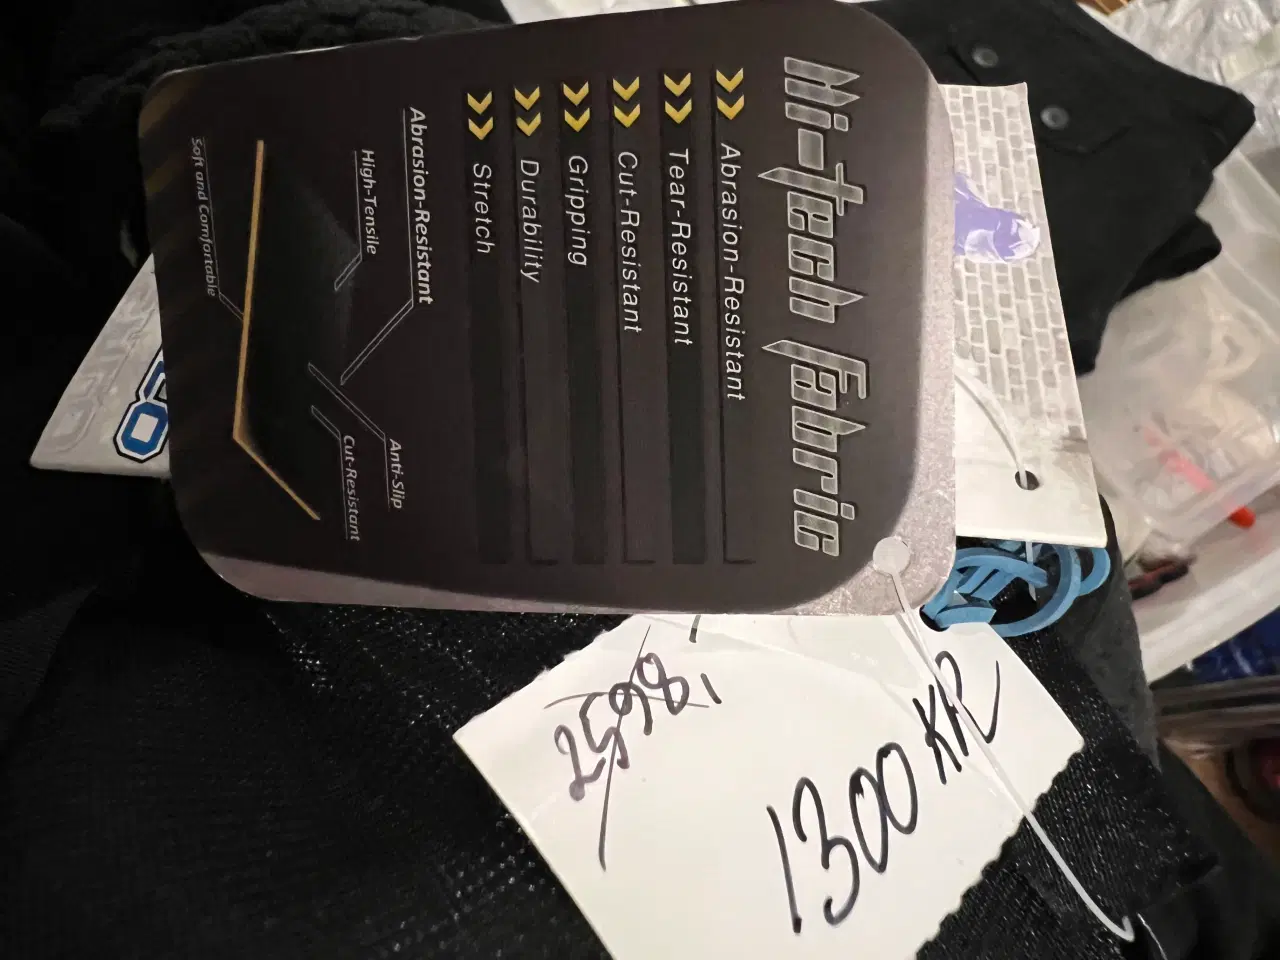 Hi-tech Fabric
Abrasion-Resistant
Tear-Resistant
Cut-Resistant
Gripping
Durability
Stretch
Abrasion-Resistant
High-Tensile
Anti-Slip
Cut-Resistant
Soft and Comfortable
2598,
1300 KR